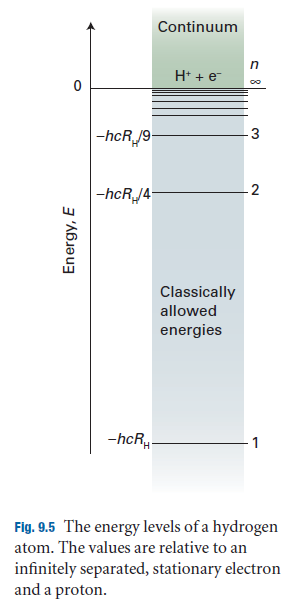 Continuum
n
H⁺ + e⁻
∞
0
–hcR_H/9
3
–hcR_H/4
2
Energy, E
Classically
allowed
energies
–hcR_H
1
Fig. 9.5 The energy levels of a hydrogen
atom. The values are relative to an
infinitely separated, stationary electron
and a proton.